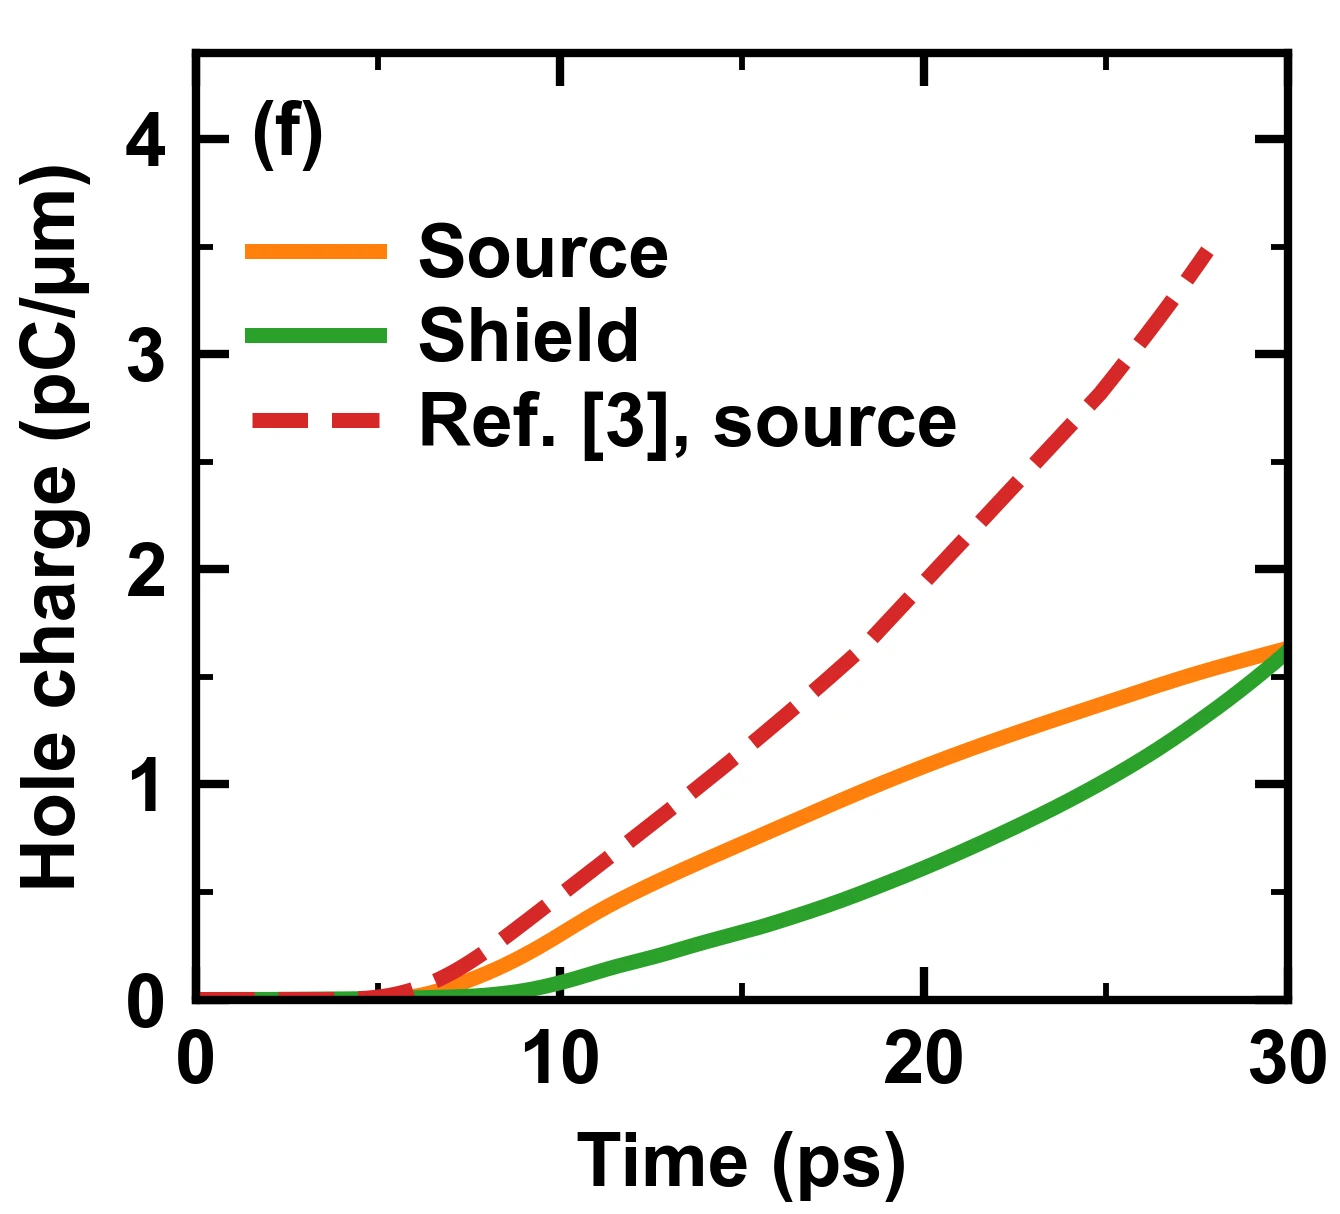 (f)
Source
Shield
Ref. [3], source
Hole charge (pC/μm)
4
3
2
1
0
0 10 20 30
Time (ps)